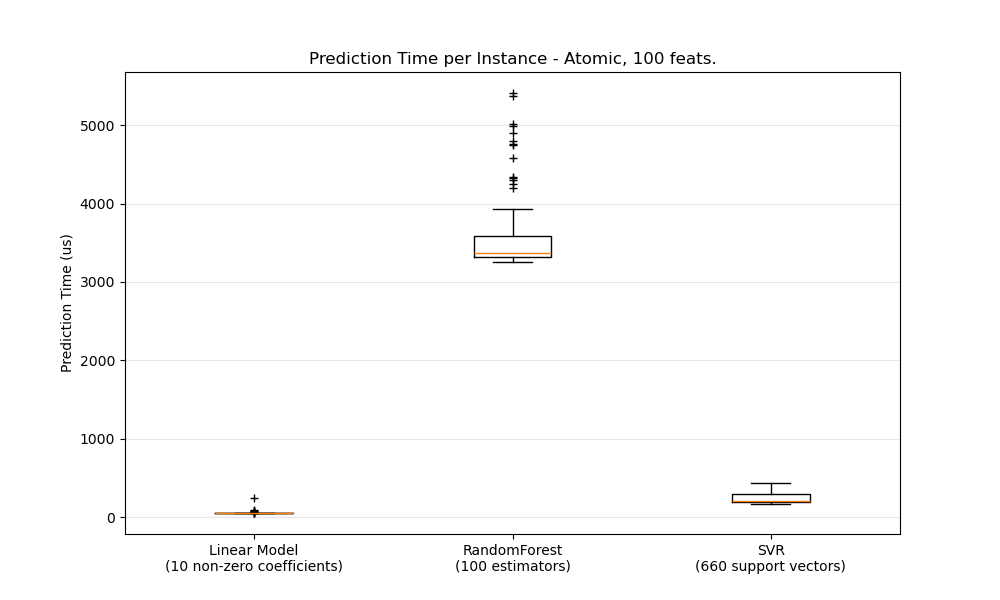 Prediction Time per Instance - Atomic, 100 feats.
Prediction Time (us)
5000
4000
3000
2000
1000
0
Linear Model
(10 non-zero coefficients)
RandomForest
(100 estimators)
SVR
(660 support vectors)